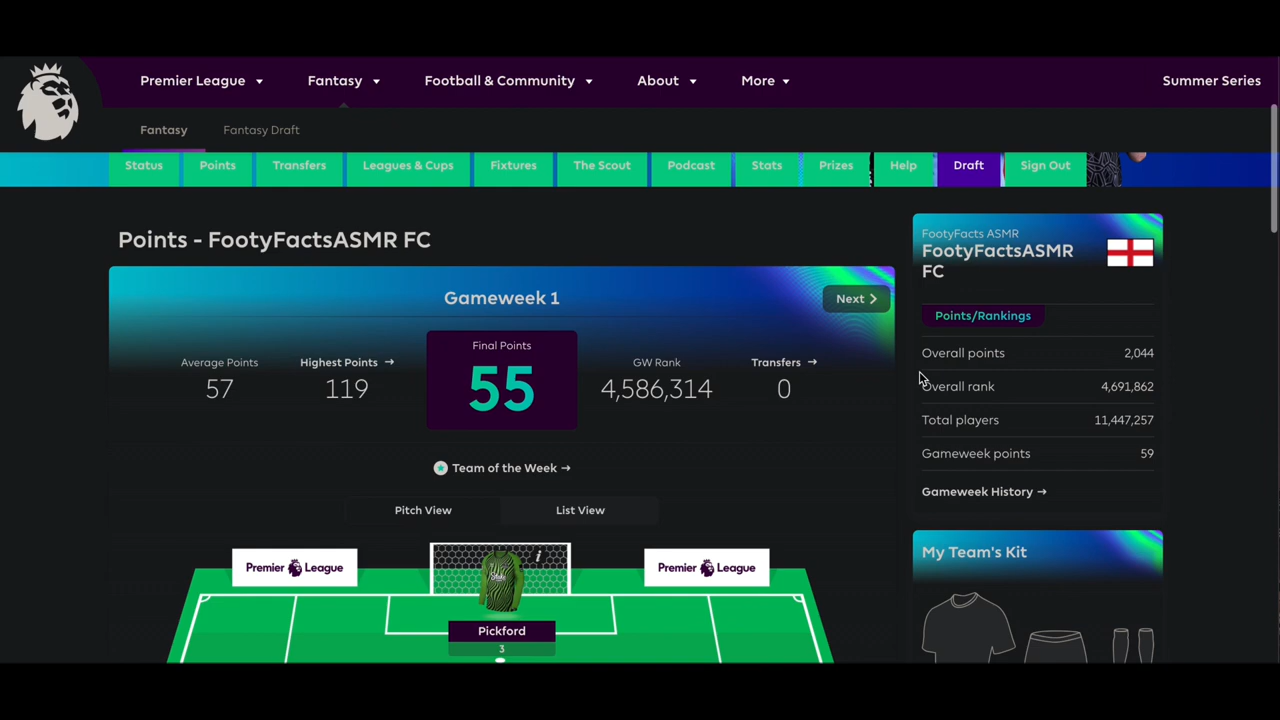 Premier League
Fantasy
Football & Community
About
More
Summer Series
Fantasy
Fantasy Draft
Status
Points
Transfers
Leagues & Cups
Fixtures
The Scout
Podcast
Stats
Prizes
Help
Draft
Sign Out
Points - FootyFactsASMR FC
Gameweek 1
Next
Average Points
57
Highest Points →
119
Final Points
55
GW Rank
4,586,314
Transfers →
0
Team of the Week →
Pitch View
List View
Premier League
Premier League
i
Stake
Pickford
3
FootyFacts ASMR
FootyFactsASMR
FC
Points/Rankings
Overall points 2,044
Overall rank 4,691,862
Total players 11,447,257
Gameweek points 59
Gameweek History →
My Team's Kit